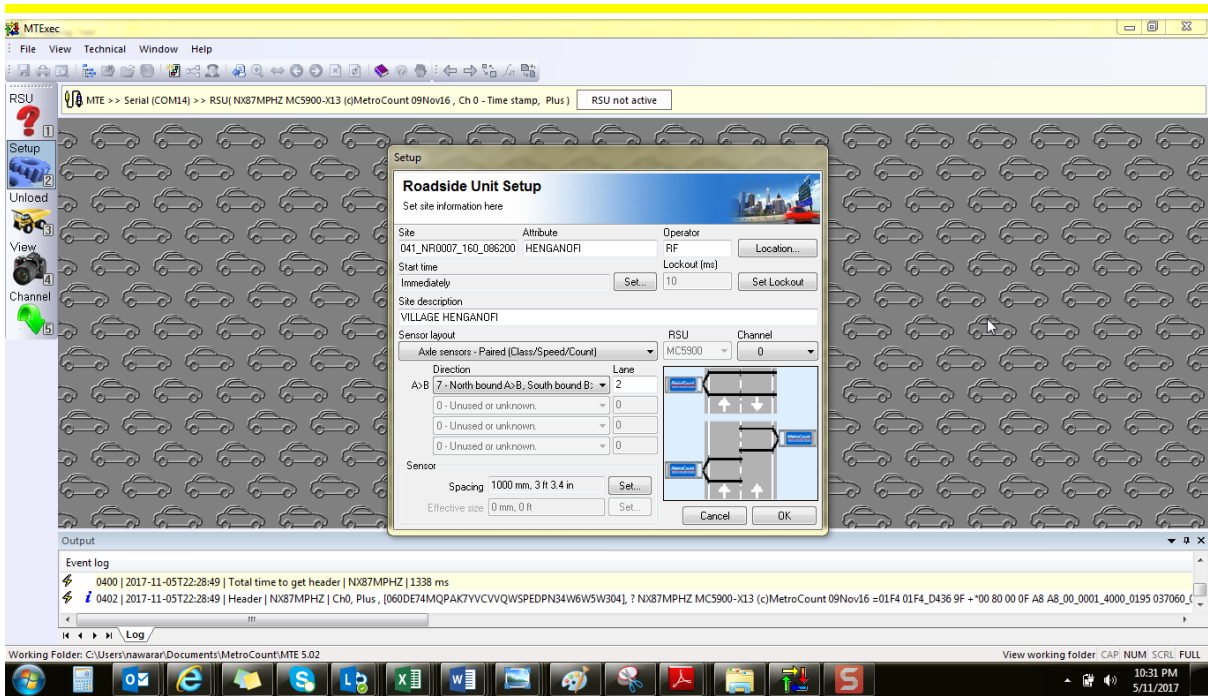 MTExec
File View Technical Window Help
RSU
MTE >> Serial (COM14) >> RSU( NX87MPHZ MC5900-X13 (c)MetroCount 09Nov16 , Ch 0 - Time stamp, Plus ) RSU not active
1
Setup
2
Unload
3
View
4
Channel
5
Setup
Roadside Unit Setup
Set site information here
Site Attribute Operator
041_NR0007_160_086200 HENGANOFI RF Location...
Start time Lockout (ms)
Immediately Set... 10 Set Lockout
Site description
VILLAGE HENGANOFI
Sensor layout RSU Channel
Axle sensors - Paired (Class/Speed/Count) MC5900 0
Direction Lane
A>B 7 - North bound A>B, South bound B: 2
0 - Unused or unknown. 0
0 - Unused or unknown. 0
0 - Unused or unknown. 0
MetroCount
MetroCount
MetroCount
Sensor
Spacing 1000 mm, 3 ft 3.4 in Set...
Effective size 0 mm, 0 ft Set...
Cancel OK
Output
Event log
0400 | 2017-11-05T22:28:49 | Total time to get header | NX87MPHZ | 1338 ms
0402 | 2017-11-05T22:28:49 | Header | NX87MPHZ | Ch0, Plus , [060DE74MQPAK7YVCVVQWSPEDPN34W6W5W304], ? NX87MPHZ MC5900-X13 (c)MetroCount 09Nov16 =01F4 01F4_D436 9F +"00 80 00 0F A8 A8_00_0001_4000_0195 037060_
Log
Working Folder: C:\Users\nawarar\Documents\MetroCount\MTE 5.02 View working folder CAP NUM SCRL FULL
10:31 PM
5/11/2017